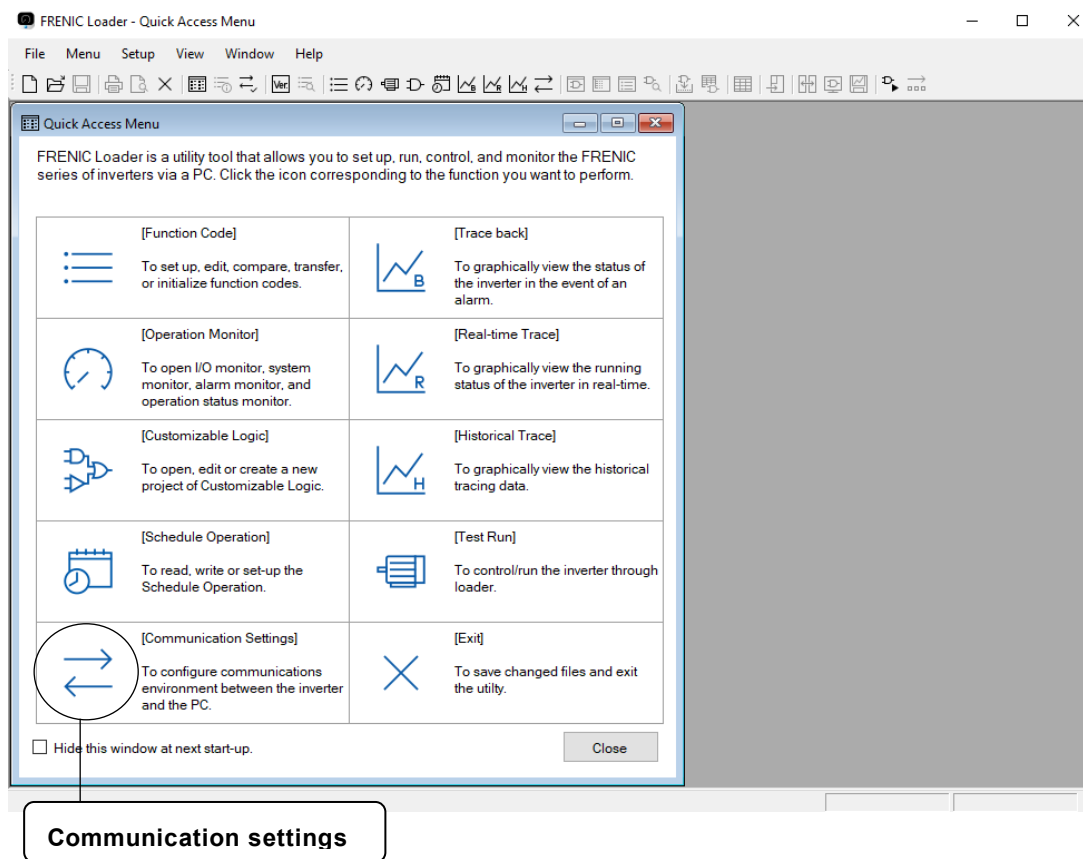 FRENIC Loader - Quick Access Menu
File Menu Setup View Window Help
Ver.
B R H
Quick Access Menu
FRENIC Loader is a utility tool that allows you to set up, run, control, and monitor the FRENIC
series of inverters via a PC. Click the icon corresponding to the function you want to perform.
[Function Code]
To set up, edit, compare, transfer,
or initialize function codes.
[Trace back]
To graphically view the status of
the inverter in the event of an
alarm.
B
[Operation Monitor]
To open I/O monitor, system
monitor, alarm monitor, and
operation status monitor.
[Real-time Trace]
To graphically view the running
status of the inverter in real-time.
R
[Customizable Logic]
To open, edit or create a new
project of Customizable Logic.
[Historical Trace]
To graphically view the historical
tracing data.
H
[Schedule Operation]
To read, write or set-up the
Schedule Operation.
[Test Run]
To control/run the inverter through
loader.
[Communication Settings]
To configure communications
environment between the inverter
and the PC.
[Exit]
To save changed files and exit
the utilty.
Hide this window at next start-up.
Close
Communication settings